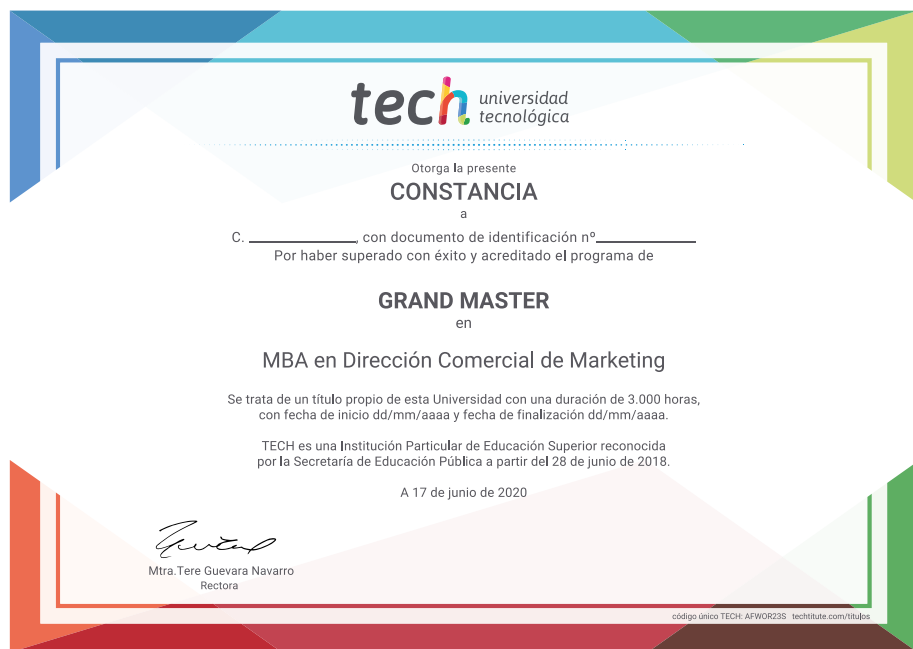 tech universidad
tecnológica
Otorga la presente
CONSTANCIA
a
C. ____________, con documento de identificación nº___________
Por haber superado con éxito y acreditado el programa de
GRAND MASTER
en
MBA en Dirección Comercial de Marketing
Se trata de un título propio de esta Universidad con una duración de 3.000 horas,
con fecha de inicio dd/mm/aaaa y fecha de finalización dd/mm/aaaa.
TECH es una Institución Particular de Educación Superior reconocida
por la Secretaría de Educación Pública a partir del 28 de junio de 2018.
A 17 de junio de 2020
Mtra.Tere Guevara Navarro
Rectora
código único TECH: AFWOR23S techtitute.com/titulos